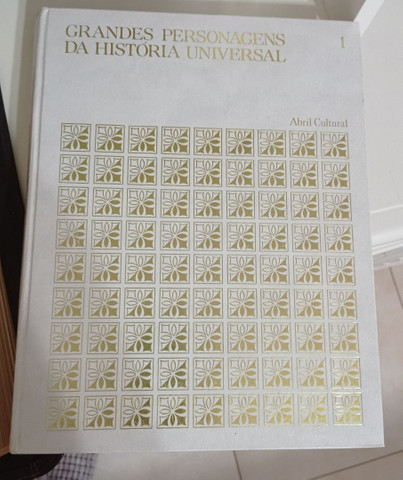 GRANDES PERSONAGENS 1
DA HISTÓRIA UNIVERSAL
Abril Cultural